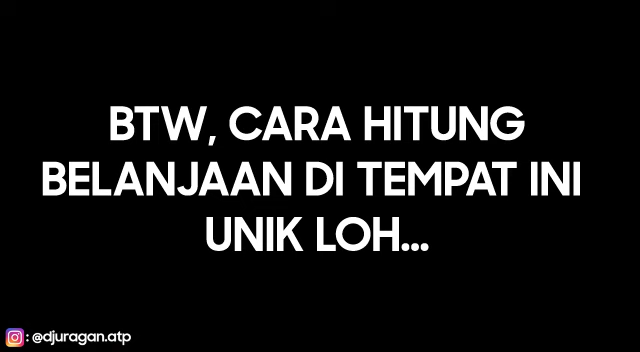 BTW, CARA HITUNG
BELANJAAN DI TEMPAT INI
UNIK LOH...
: @djuragan.atp